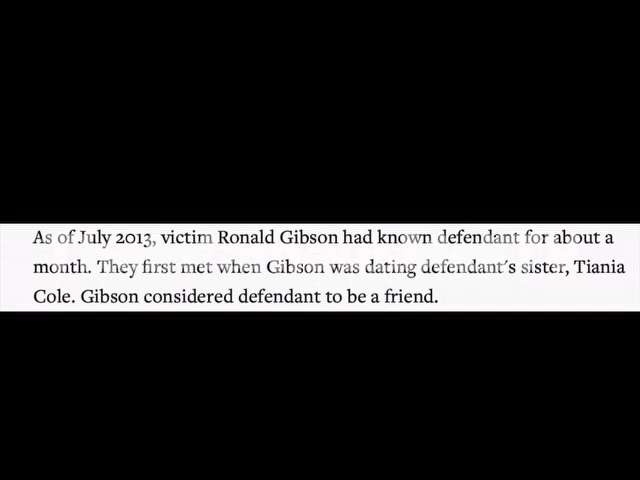 As of July 2013, victim Ronald Gibson had known defendant for about a
month. They first met when Gibson was dating defendant's sister, Tiania
Cole. Gibson considered defendant to be a friend.